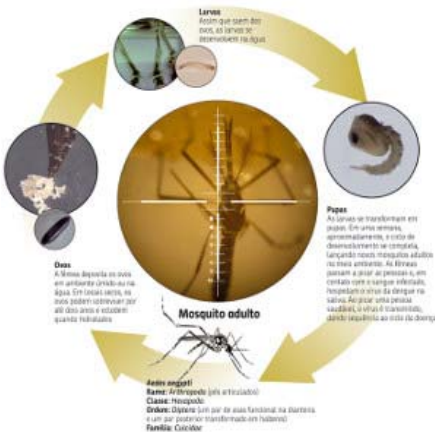 Larvas
Assim que saem dos
ovos, as larvas se
desenvolvem na água
Pupas
As larvas se transformam em
pupas. Em uma semana,
aproximadamente, o ciclo de
desenvolvimento se completa,
lançando novos mosquitos adultos
no meio ambiente. As fêmeas
passam a picar as pessoas e, em
contato com o sangue infectado,
hospedam o vírus da dengue na
saliva. Ao picar uma pessoa
saudável, o vírus é transmitido,
dando sequência ao ciclo da doença
Ovos
A fêmea deposita os ovos
em ambiente úmido ou na
água. Em locais secos, os
ovos podem sobreviver por
até dois anos e eclodem
quando hidratados
Mosquito adulto
Aedes aegypti
Ramo: Arthropoda (pés articulados)
Classe: Hexapoda
Ordem: Diptera (um par de asas funcional na dianteira
e um par posterior transformado em halteres)
Família: Culicidae